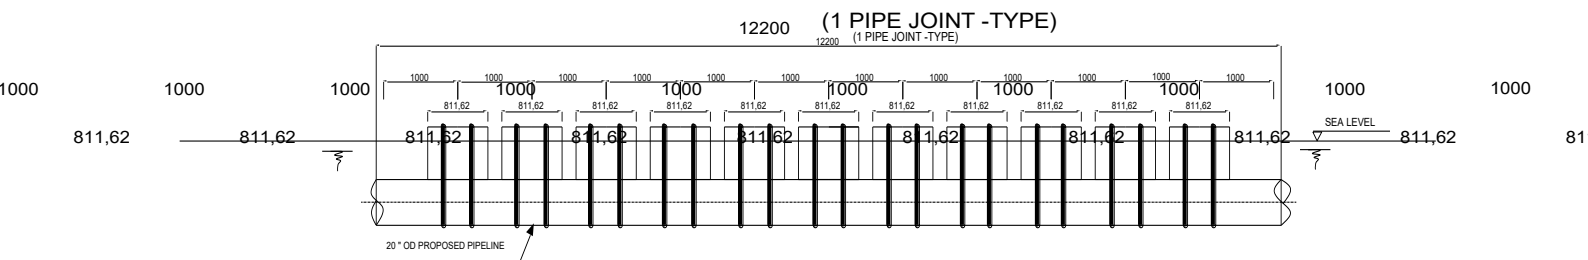 12200 (1 PIPE JOINT -TYPE)
12200 (1 PIPE JOINT -TYPE)
1000 1000 1000 1000 1000 1000 1000 1000 1000 1000 1000 1000
1000 1000 1000 1000 1000 1000 1000 1000 1000 1000
811,62 811,62 811,62 811,62 811,62 811,62 811,62 811,62 811,62 811,62 811,62
SEA LEVEL
811,62 811,62 811,62 811,62 811,62 811,62 811,62 811,62 811,62 81
20 " OD PROPOSED PIPELINE